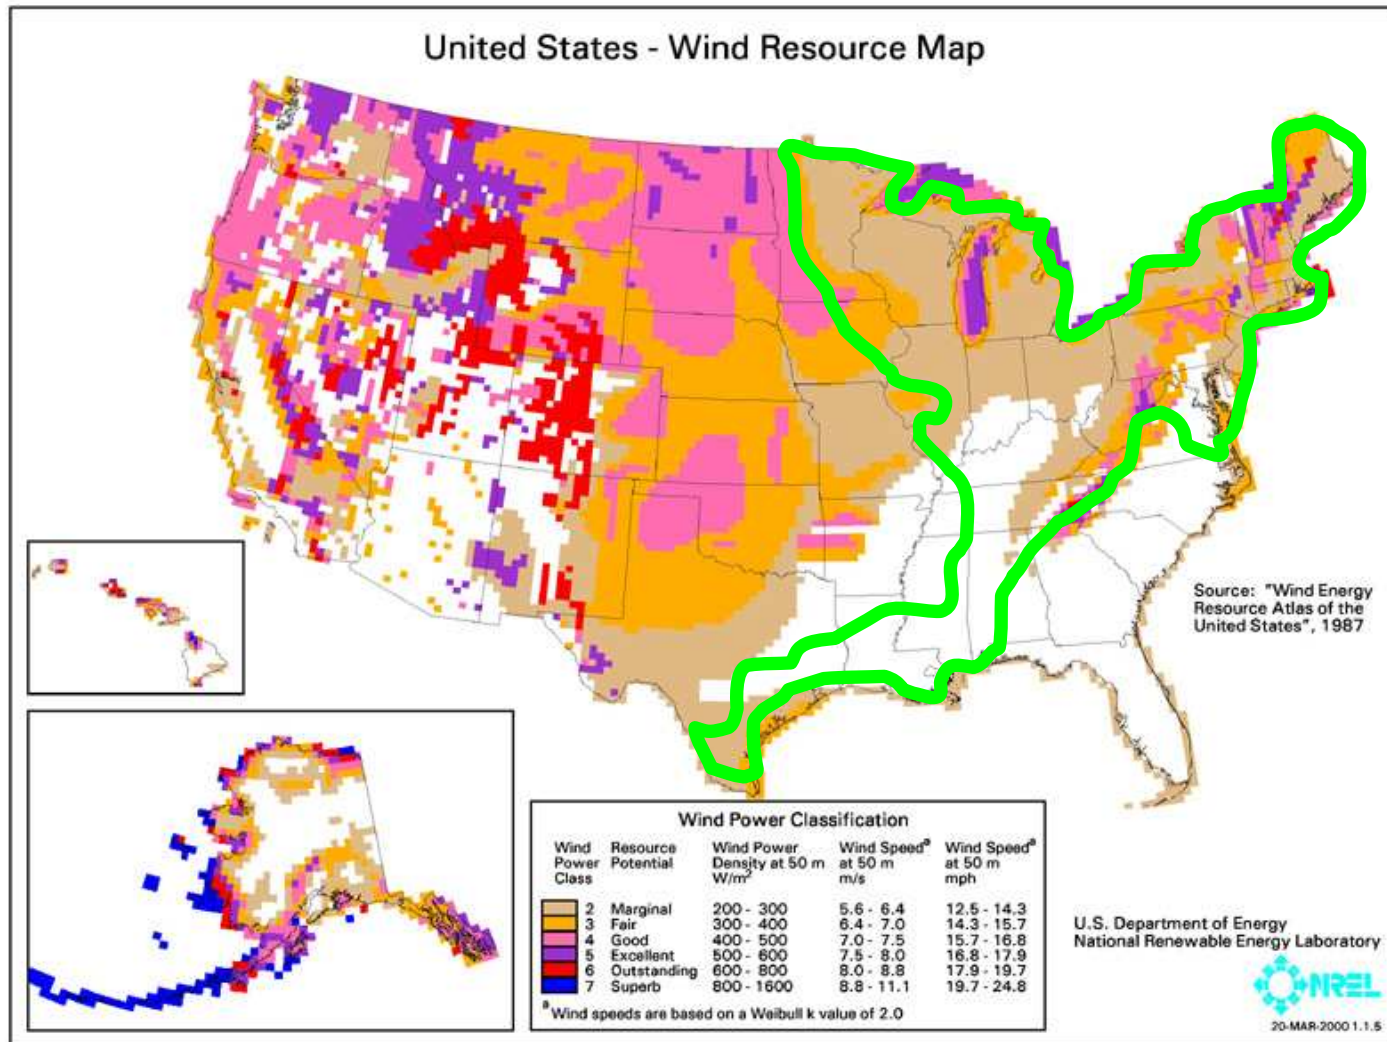 United States - Wind Resource Map
Source: "Wind Energy
Resource Atlas of the
United States", 1987
Wind Power Classification
Wind Power Class Resource Potential Wind Power Density at 50 m W/m² Wind Speedᵃ at 50 m m/s Wind Speedᵃ at 50 m mph
2 Marginal 200 - 300 5.6 - 6.4 12.5 - 14.3
3 Fair 300 - 400 6.4 - 7.0 14.3 - 15.7
4 Good 400 - 500 7.0 - 7.5 15.7 - 16.8
5 Excellent 500 - 600 7.5 - 8.0 16.8 - 17.9
6 Outstanding 600 - 800 8.0 - 8.8 17.9 - 19.7
7 Superb 800 - 1600 8.8 - 11.1 19.7 - 24.8
ᵃ Wind speeds are based on a Weibull k value of 2.0
U.S. Department of Energy
National Renewable Energy Laboratory
NREL
20-MAR-2000 1.1.5